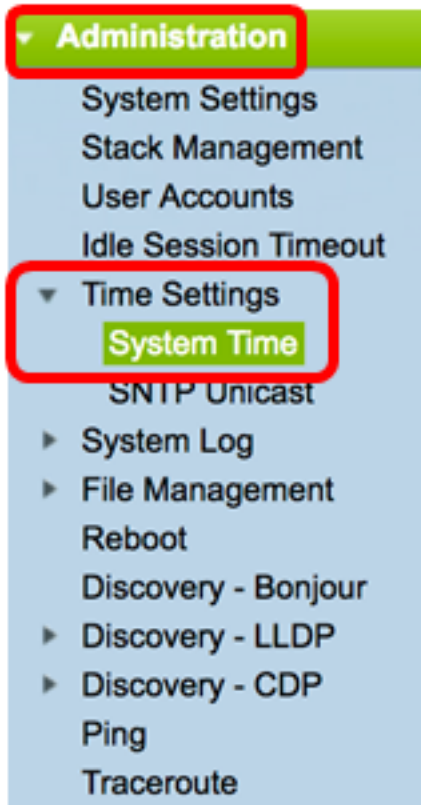 Administration
System Settings
Stack Management
User Accounts
Idle Session Timeout
Time Settings
System Time
SNTP Unicast
System Log
File Management
Reboot
Discovery - Bonjour
Discovery - LLDP
Discovery - CDP
Ping
Traceroute